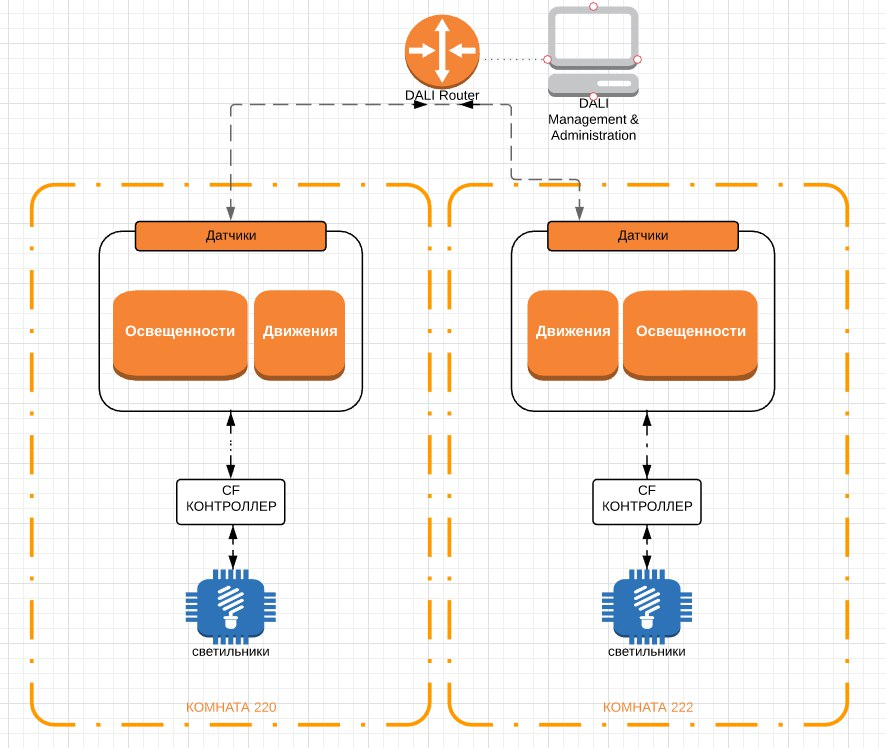 DALI Router
DALI
Management &
Administration
Датчики
Освещенности
Движения
CF
КОНТРОЛЛЕР
светильники
КОМНАТА 220
Датчики
Движения
Освещенности
CF
КОНТРОЛЛЕР
светильники
КОМНАТА 222